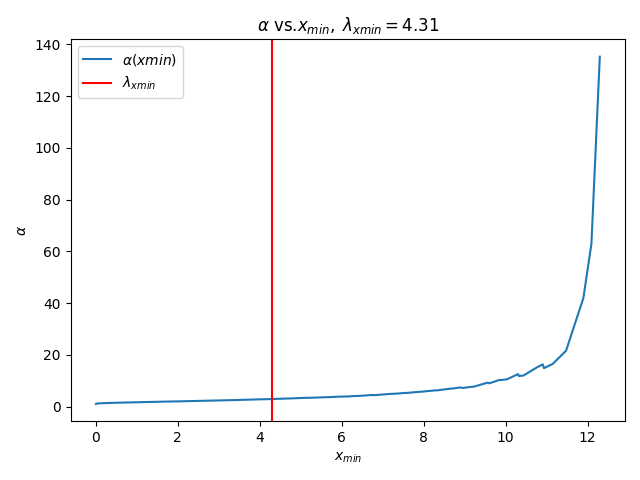 α vs.x_min, λ_xmin = 4.31
α(xmin)
λ_xmin
140
120
100
80
60
40
20
0
α
0 2 4 6 8 10 12
x_min